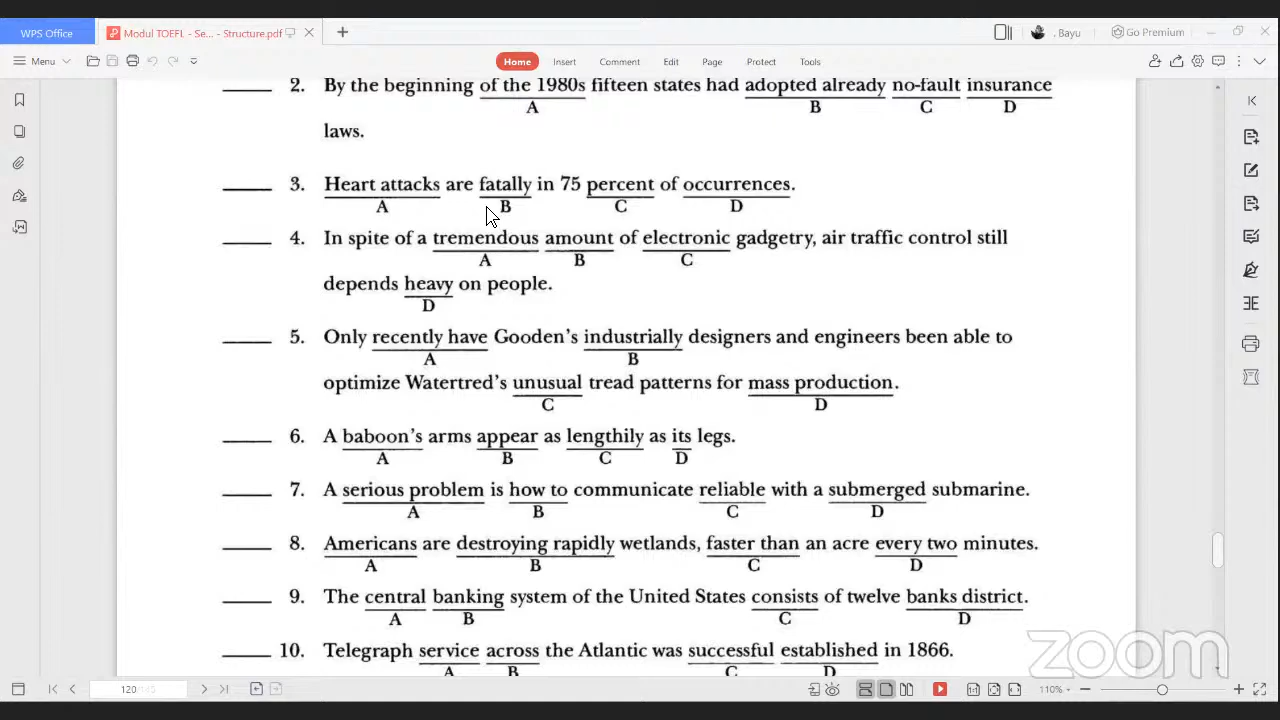 WPS Office
Modul TOEFL - Se... - Structure.pdf
. Bayu
Go Premium
Menu
Home
Insert
Comment
Edit
Page
Protect
Tools
2. By the beginning of the 1980s fifteen states had adopted already no-fault insurance
A B C D
laws.
3. Heart attacks are fatally in 75 percent of occurrences.
A B C D
4. In spite of a tremendous amount of electronic gadgetry, air traffic control still
A B C
depends heavy on people.
D
5. Only recently have Gooden's industrially designers and engineers been able to
A B
optimize Watertred's unusual tread patterns for mass production.
C D
6. A baboon's arms appear as lengthily as its legs.
A B C D
7. A serious problem is how to communicate reliable with a submerged submarine.
A B C D
8. Americans are destroying rapidly wetlands, faster than an acre every two minutes.
A B C D
9. The central banking system of the United States consists of twelve banks district.
A B C D
10. Telegraph service across the Atlantic was successful established in 1866.
A B C D
zoom
120
110%